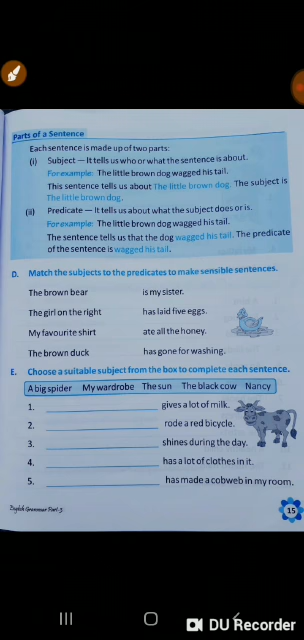 Parts of a Sentence
Each sentence is made up of two parts:
(i) Subject — It tells us who or what the sentence is about.
For example: The little brown dog wagged his tail.
This sentence tells us about The little brown dog. The subject is
The little brown dog.
(ii) Predicate — It tells us about what the subject does or is.
For example: The little brown dog wagged his tail.
The sentence tells us that the dog wagged his tail. The predicate
of the sentence is wagged his tail.
D. Match the subjects to the predicates to make sensible sentences.
The brown bear is my sister.
The girl on the right has laid five eggs.
My favourite shirt ate all the honey.
The brown duck has gone for washing.
E. Choose a suitable subject from the box to complete each sentence.
A big spider My wardrobe The sun The black cow Nancy
1. gives a lot of milk.
2. rode a red bicycle.
3. shines during the day.
4. has a lot of clothes in it.
5. has made a cobweb in my room.
English Grammar Part-3
15
DU Recorder